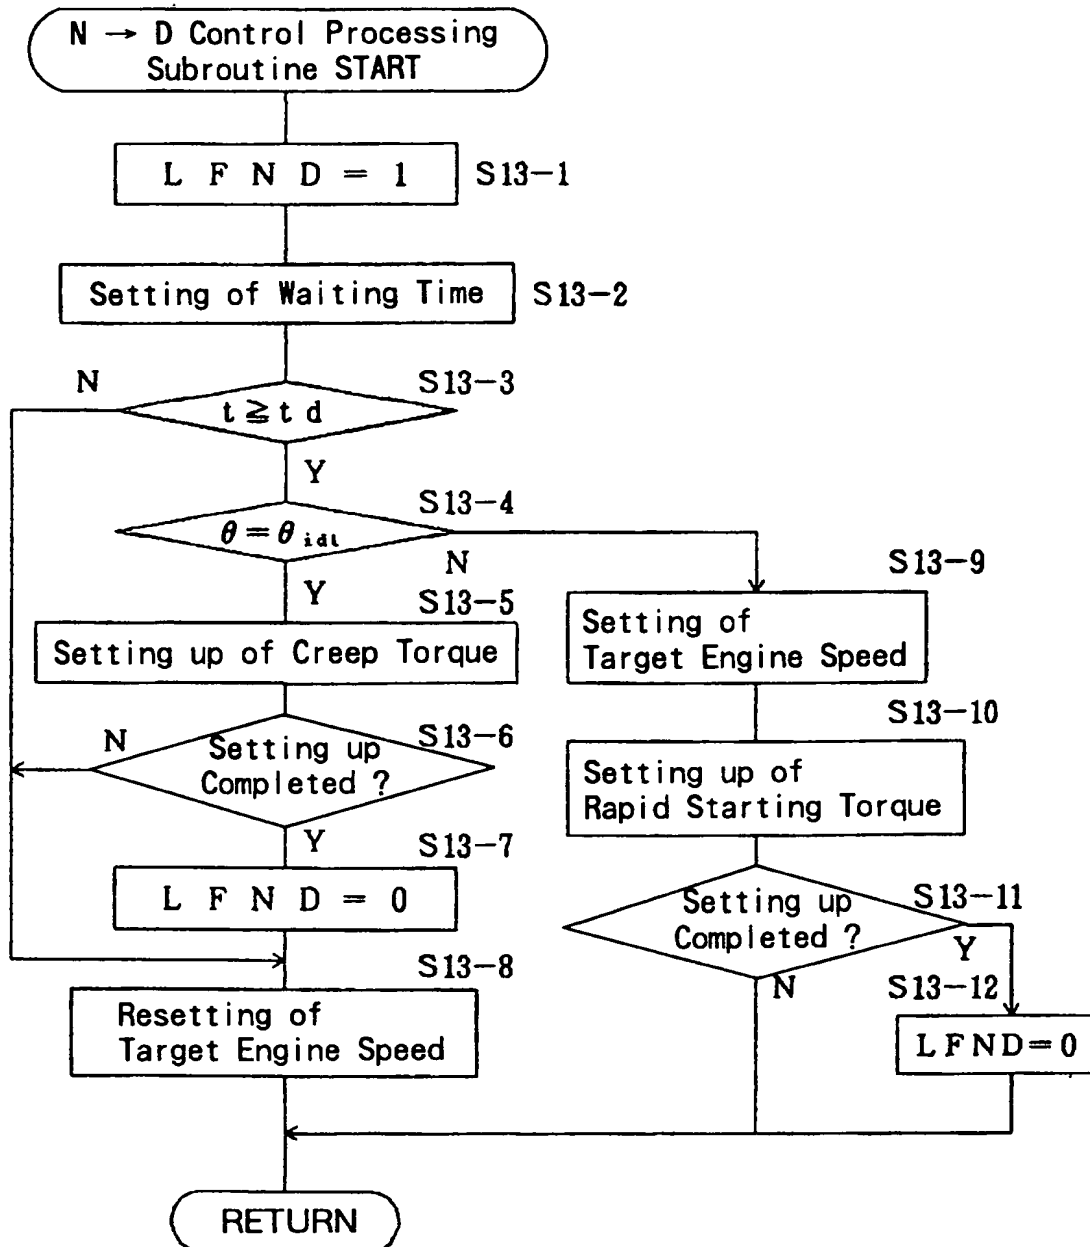 N → D Control Processing
Subroutine START
L F N D = 1
S13-1
Setting of Waiting Time
S13-2
N
S13-3
t ≧ t d
Y
S13-4
θ = θ idl
N
Y
S13-5
Setting up of Creep Torque
N
S13-6
Setting up
Completed ?
Y
S13-7
L F N D = 0
S13-8
Resetting of
Target Engine Speed
S13-9
Setting of
Target Engine Speed
S13-10
Setting up of
Rapid Starting Torque
S13-11
Setting up
Completed ?
Y
N
S13-12
LFND=0
RETURN